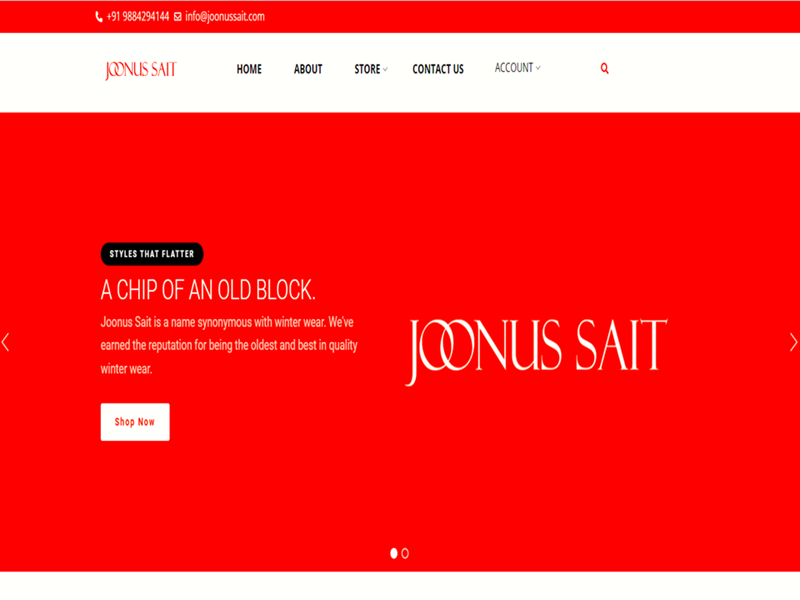 +91 9884294144 info@joonussait.com
JOONUS SAIT HOME ABOUT STORE CONTACT US ACCOUNT
STYLES THAT FLATTER
A CHIP OF AN OLD BLOCK.
Joonus Sait is a name synonymous with winter wear. We've
earned the reputation for being the oldest and best in quality
winter wear.
Shop Now
JOONUS SAIT